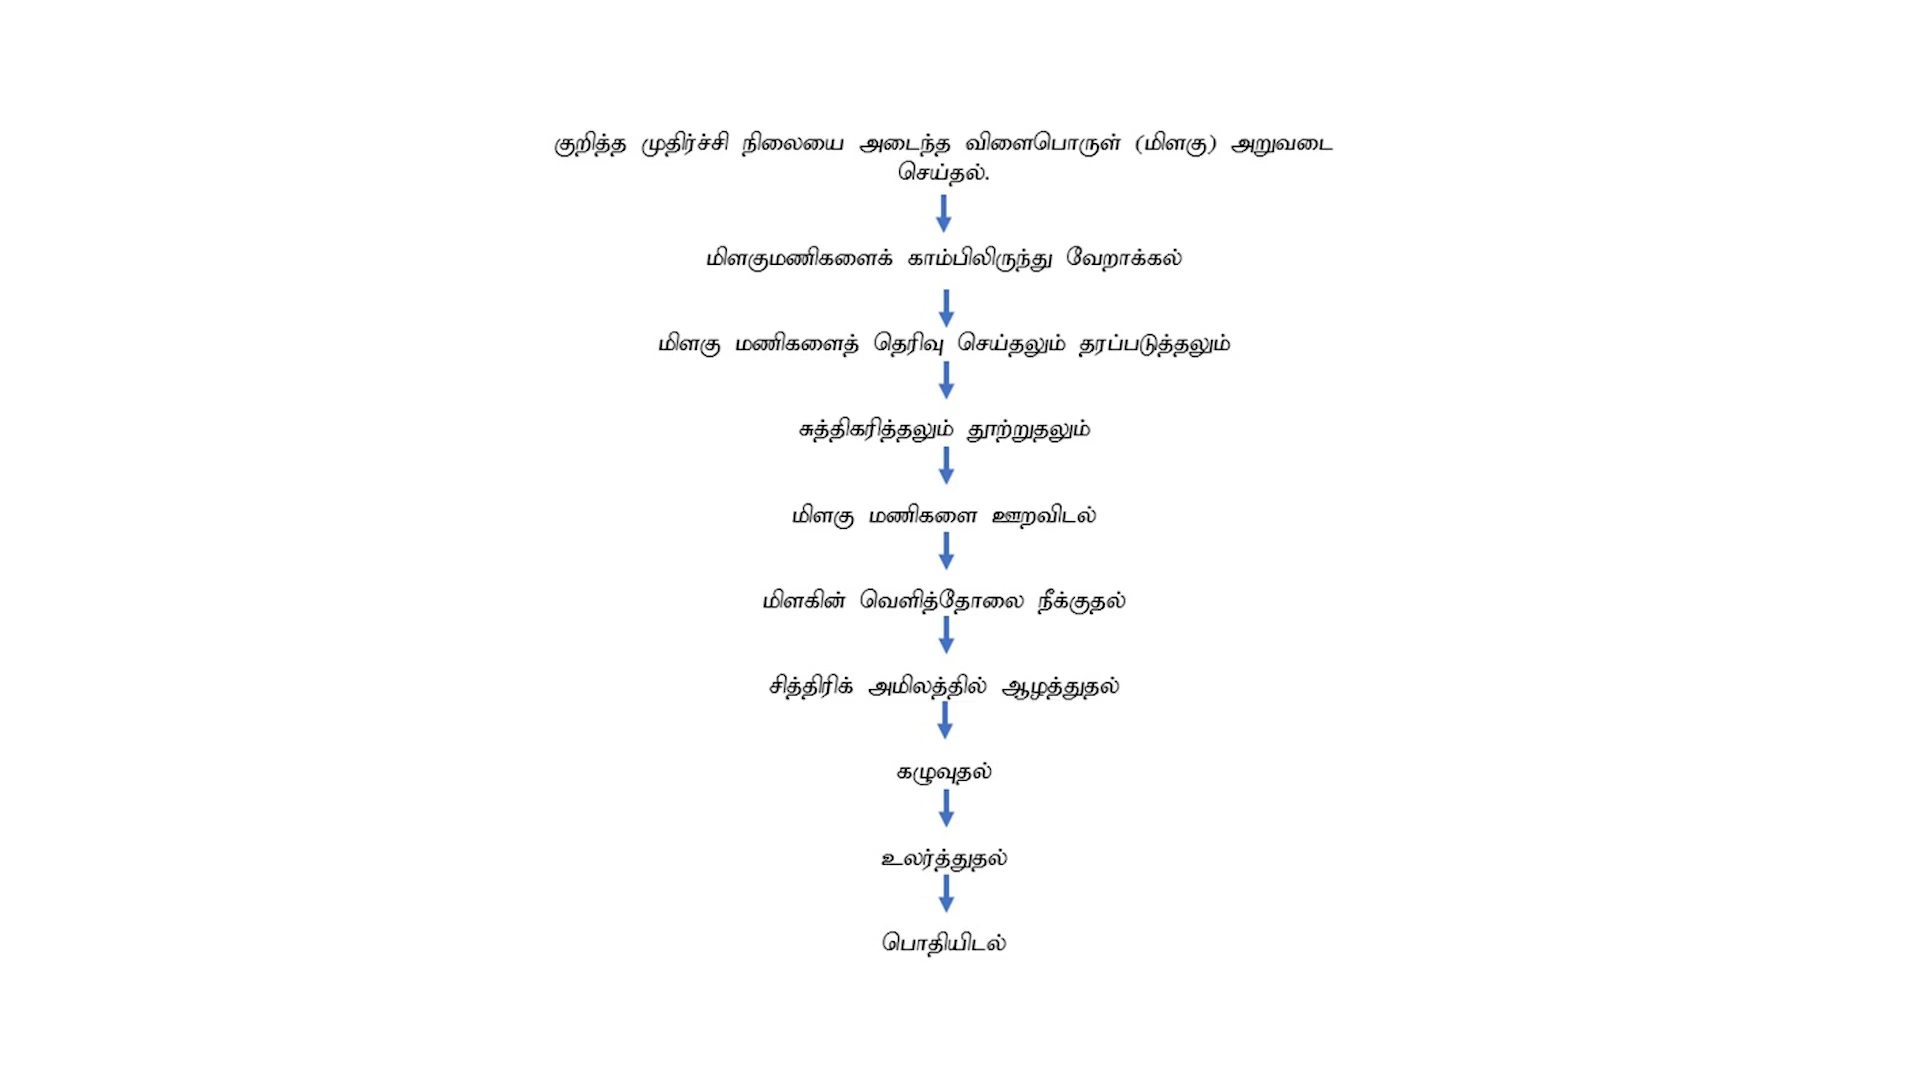 குறித்த முதிர்ச்சி நிலையை அடைந்த விளைபொருள் (மிளகு) அறுவடை
செய்தல்.
மிளகுமணிகளைக் காம்பிலிருந்து வேறாக்கல்
மிளகு மணிகளைத் தெரிவு செய்தலும் தரப்படுத்தலும்
சுத்திகரித்தலும் தூற்றுதலும்
மிளகு மணிகளை ஊறவிடல்
மிளகின் வெளித்தோலை நீக்குதல்
சித்திரிக் அமிலத்தில் ஆழத்துதல்
கழுவுதல்
உலர்த்துதல்
பொதியிடல்